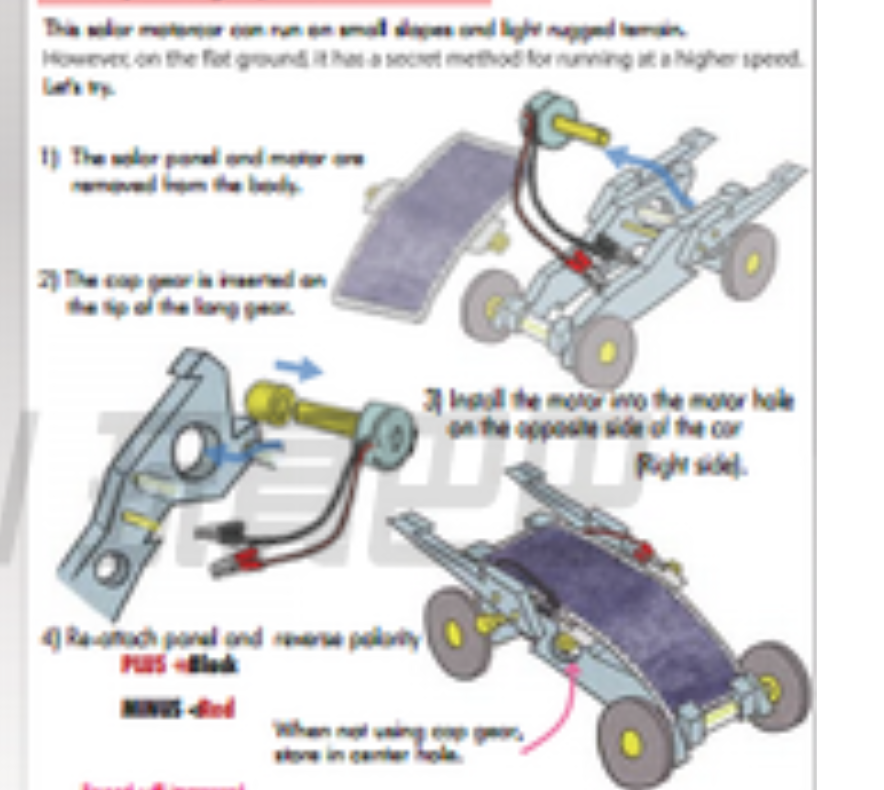 This solar motorcar can run on small slopes and light rugged terrain.
However, on the flat ground, it has a secret method for running at a higher speed.
Let's try.
1) The solar panel and motor are
removed from the body.
2) The cap gear is inserted on
the tip of the long gear.
3) Install the motor into the motor hole
on the opposite side of the car
(Right side).
4) Re-attach panel and reverse polarity
PLUS → Black
MINUS → Red
When not using cap gear,
store in center hole.